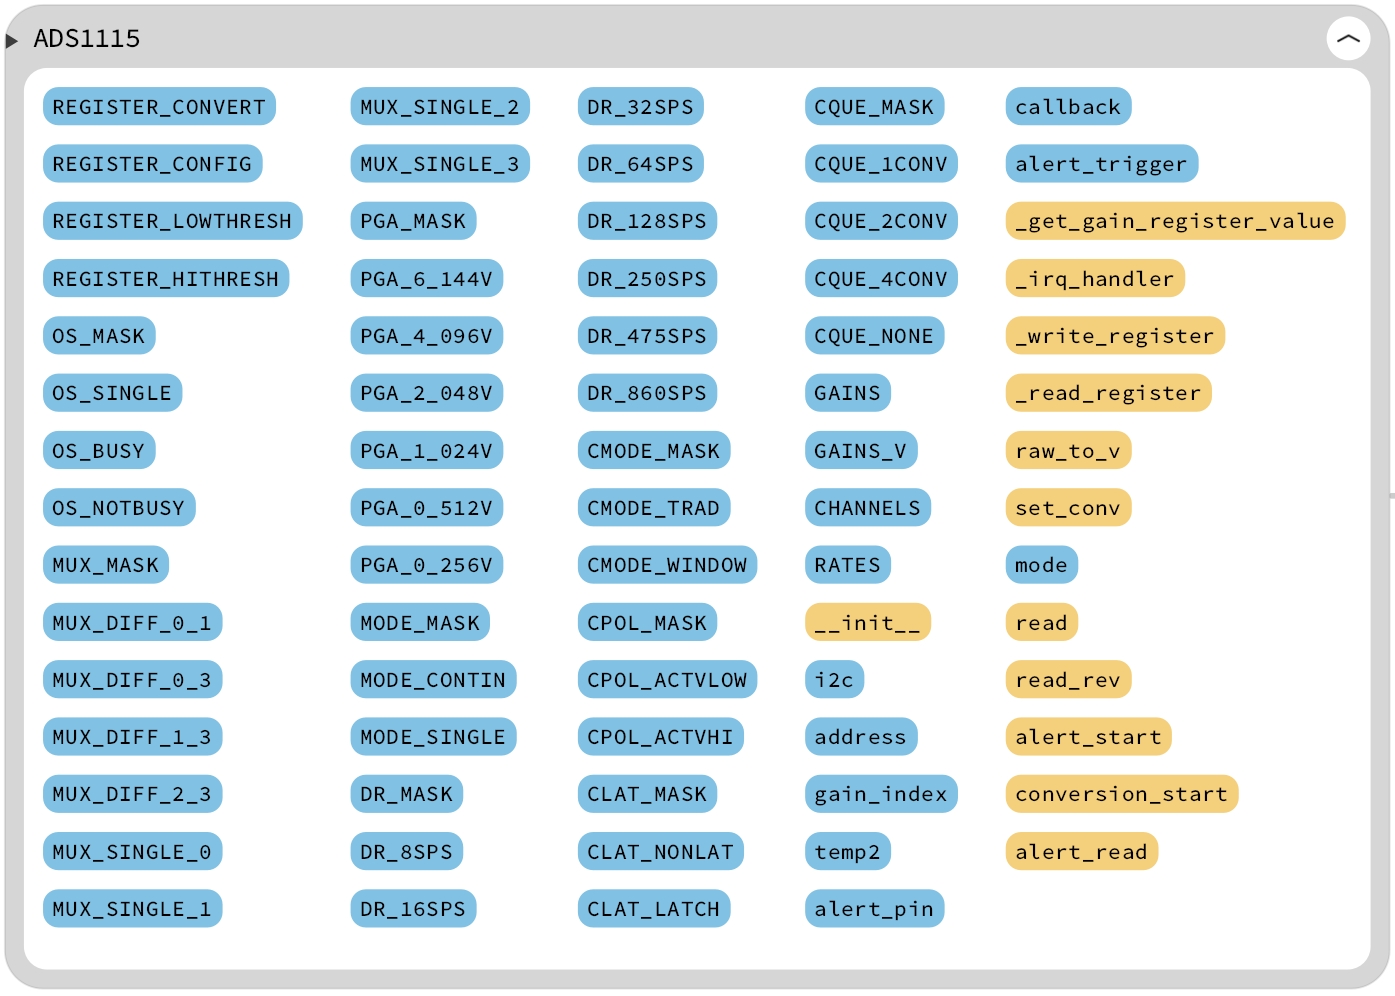 ADS1115
REGISTER_CONVERT
REGISTER_CONFIG
REGISTER_LOWTHRESH
REGISTER_HITHRESH
OS_MASK
OS_SINGLE
OS_BUSY
OS_NOTBUSY
MUX_MASK
MUX_DIFF_0_1
MUX_DIFF_0_3
MUX_DIFF_1_3
MUX_DIFF_2_3
MUX_SINGLE_0
MUX_SINGLE_1
MUX_SINGLE_2
MUX_SINGLE_3
PGA_MASK
PGA_6_144V
PGA_4_096V
PGA_2_048V
PGA_1_024V
PGA_0_512V
PGA_0_256V
MODE_MASK
MODE_CONTIN
MODE_SINGLE
DR_MASK
DR_8SPS
DR_16SPS
DR_32SPS
DR_64SPS
DR_128SPS
DR_250SPS
DR_475SPS
DR_860SPS
CMODE_MASK
CMODE_TRAD
CMODE_WINDOW
CPOL_MASK
CPOL_ACTVLOW
CPOL_ACTVHI
CLAT_MASK
CLAT_NONLAT
CLAT_LATCH
CQUE_MASK
CQUE_1CONV
CQUE_2CONV
CQUE_4CONV
CQUE_NONE
GAINS
GAINS_V
CHANNELS
RATES
__init__
i2c
address
gain_index
temp2
alert_pin
callback
alert_trigger
_get_gain_register_value
_irq_handler
_write_register
_read_register
raw_to_v
set_conv
mode
read
read_rev
alert_start
conversion_start
alert_read